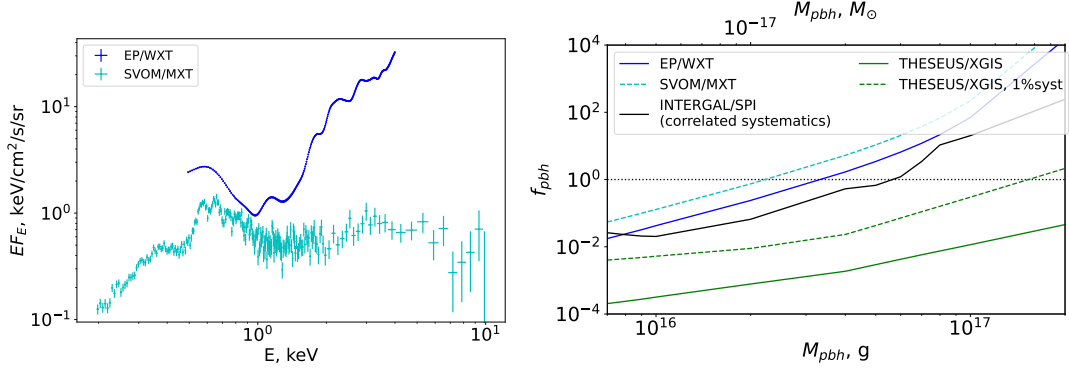 EP/WXT
SVOM/MXT
10¹
10⁰
10⁻¹
EF_E, keV/cm²/s/sr
10⁰
10¹
E, keV
M_pbh, M_⊙
10⁻¹⁷
EP/WXT
SVOM/MXT
INTERGAL/SPI
(correlated systematics)
THESEUS/XGIS
THESEUS/XGIS, 1%syst
10⁴
10²
10⁰
10⁻²
10⁻⁴
f_pbh
10¹⁶
10¹⁷
M_pbh, g